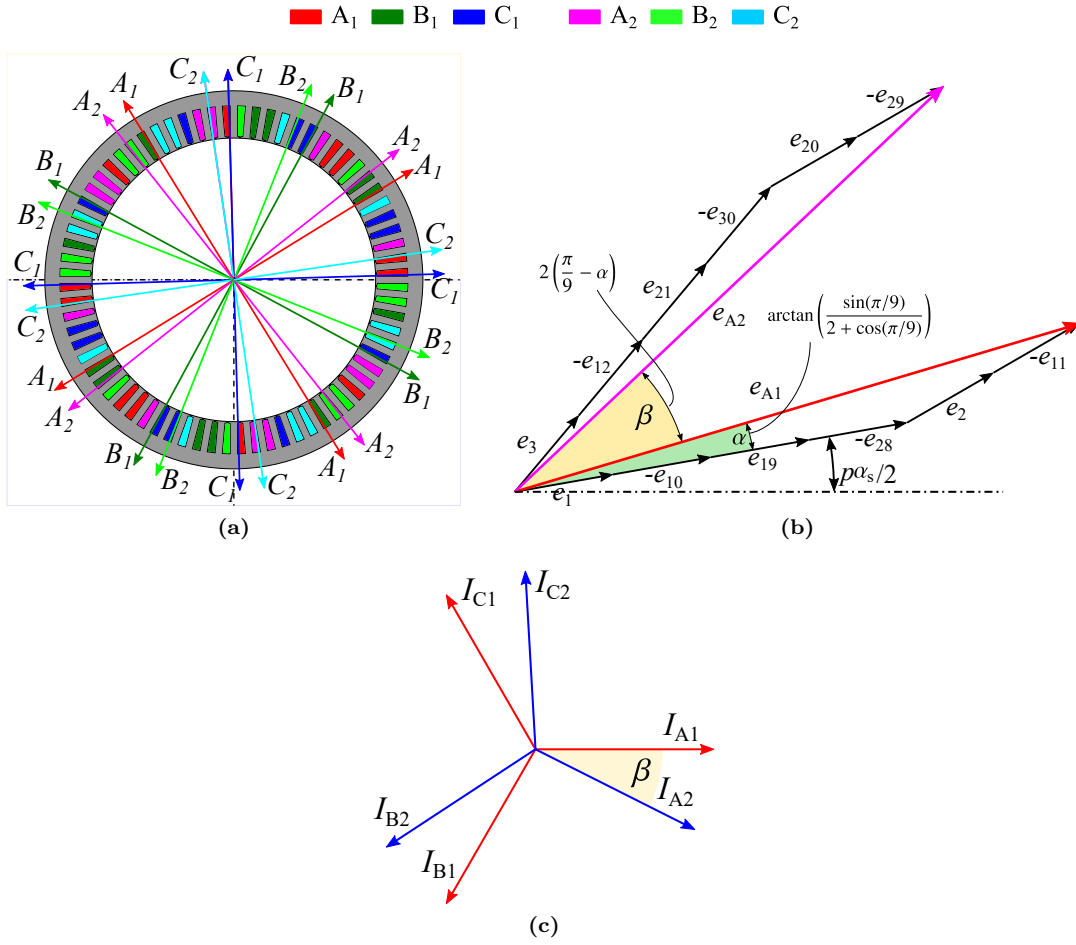 A1 B1 C1 A2 B2 C2
C2 C1
A1 B2 B1
A2
A2
A1
B1
B2
C2
C1 C1
C2
B2
A1 B1
A2
B1 A2
B2 A1
C1 C2
(a)
-e29
e20
-e30
2(π/9 − α)
e21
arctan(sin(π/9)/2 + cos(π/9))
eA2
-e12
-e11
eA1
β
e2
e3
α
-e28
e19
-e10
pαs/2
e1
(b)
IC1 IC2
IA1
β
IA2
IB2
IB1
(c)